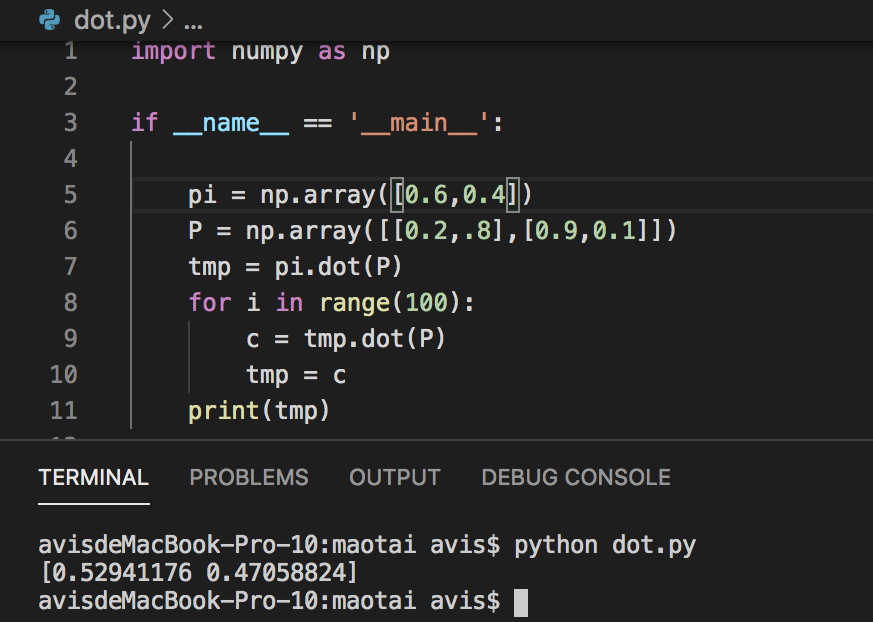 dot.py > ...
1 import numpy as np
2
3 if __name__ == '__main__':
4
5 pi = np.array([0.6,0.4])
6 P = np.array([[0.2,.8],[0.9,0.1]])
7 tmp = pi.dot(P)
8 for i in range(100):
9 c = tmp.dot(P)
10 tmp = c
11 print(tmp)
TERMINAL PROBLEMS OUTPUT DEBUG CONSOLE
avisdeMacBook-Pro-10:maotai avis$ python dot.py
[0.52941176 0.47058824]
avisdeMacBook-Pro-10:maotai avis$